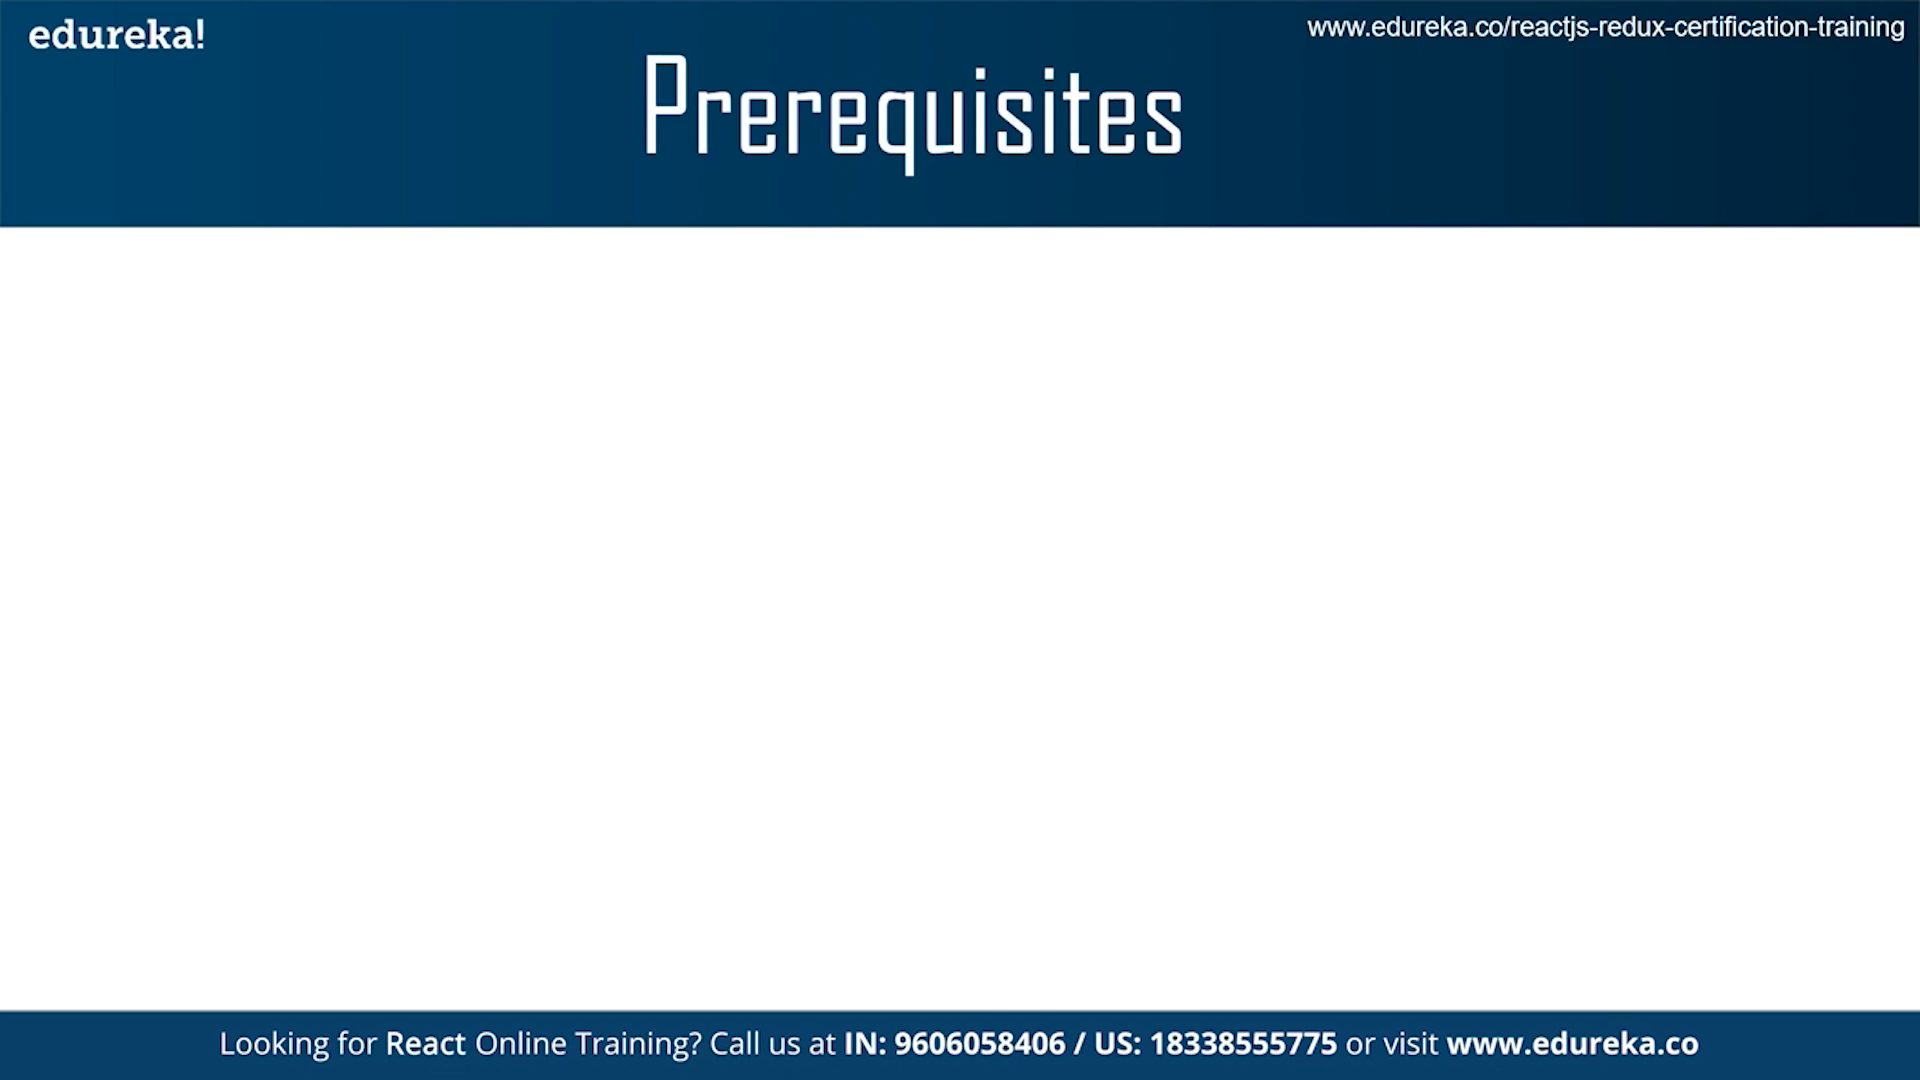 edureka!
www.edureka.co/reactjs-redux-certification-training
Prerequisites
Looking for React Online Training? Call us at IN: 9606058406 / US: 18338555775 or visit www.edureka.co